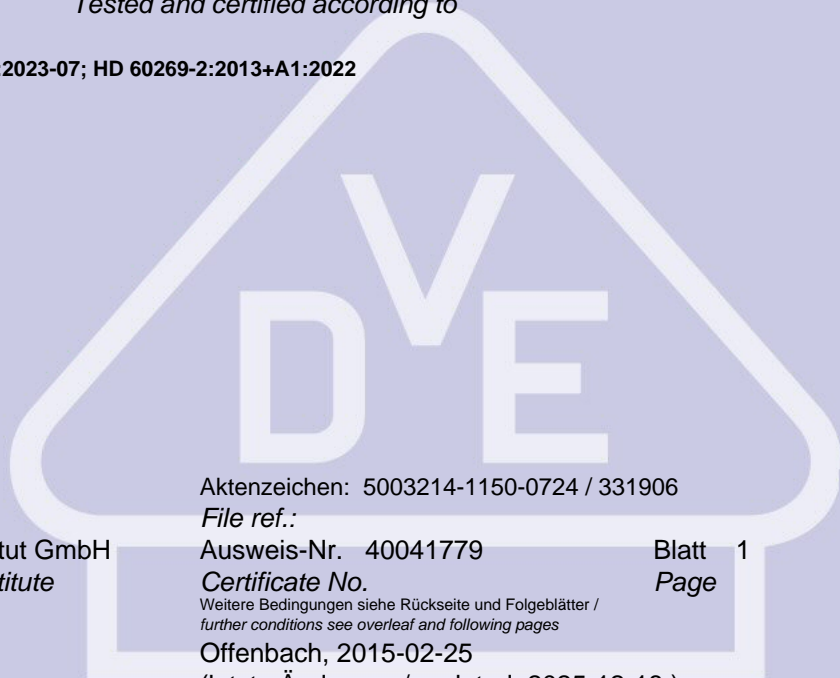 Tested and certified according to
:2023-07; HD 60269-2:2013+A1:2022
D V E
Aktenzeichen: 5003214-1150-0724 / 331906
File ref.:
tut GmbH Ausweis-Nr. 40041779 Blatt 1
titute Certificate No. Page
Weitere Bedingungen siehe Rückseite und Folgeblätter /
further conditions see overleaf and following pages
Offenbach, 2015-02-25